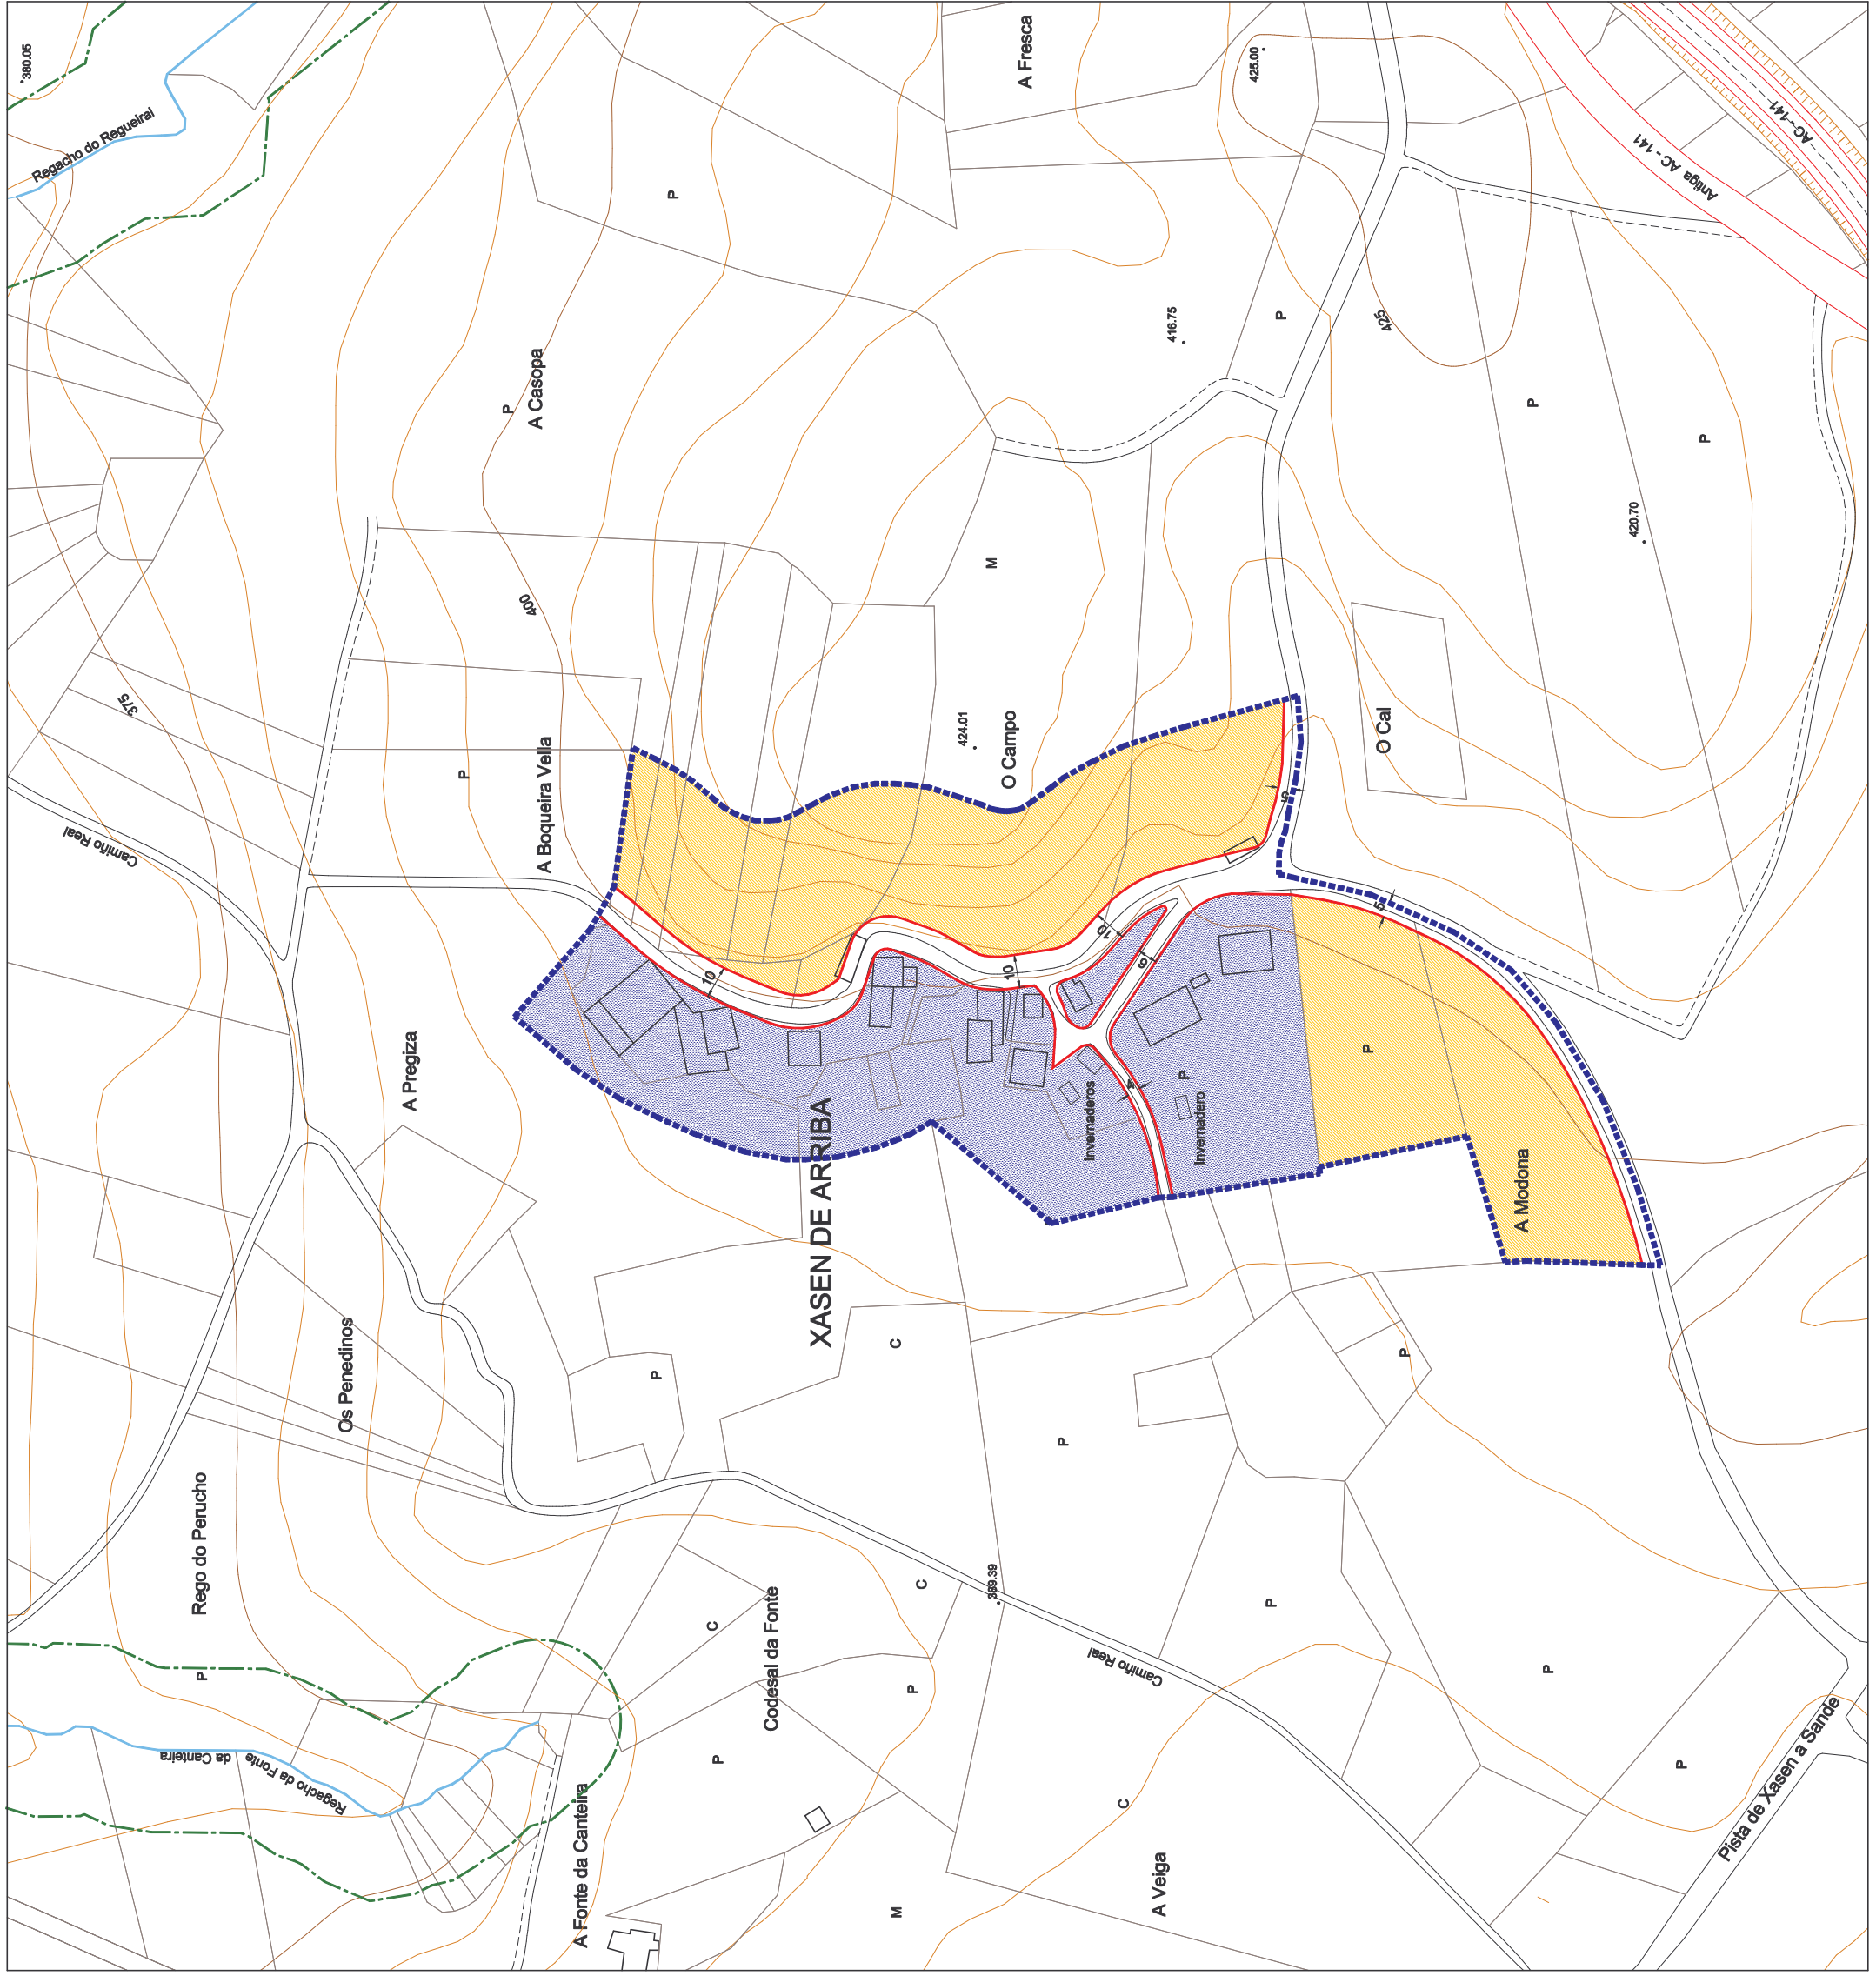 380.05
Regacho do Regueiral
A Fresca
425.00
AC-141
Antiga AC - 141
P
A Casopa
P
416.75
P
425
P
P
420.70
400
M
375
Camiño Real
P
A Boqueira Vella
424.01
O Campo
O Cal
5
5
10
10
10
6
4
A Pregiza
XASEN DE ARRIBA
Invernaderos
Invernadero
P
P
A Modona
Os Penedinos
P
C
P
P
Rego do Perucho
P
Codesal da Fonte
C
C
P
P
389.39
Camiño Real
P
P
P
Regacho da Fonte
da Canteira
A Fonte da Canteira
M
C
A Veiga
Pista de Xasen a Sande